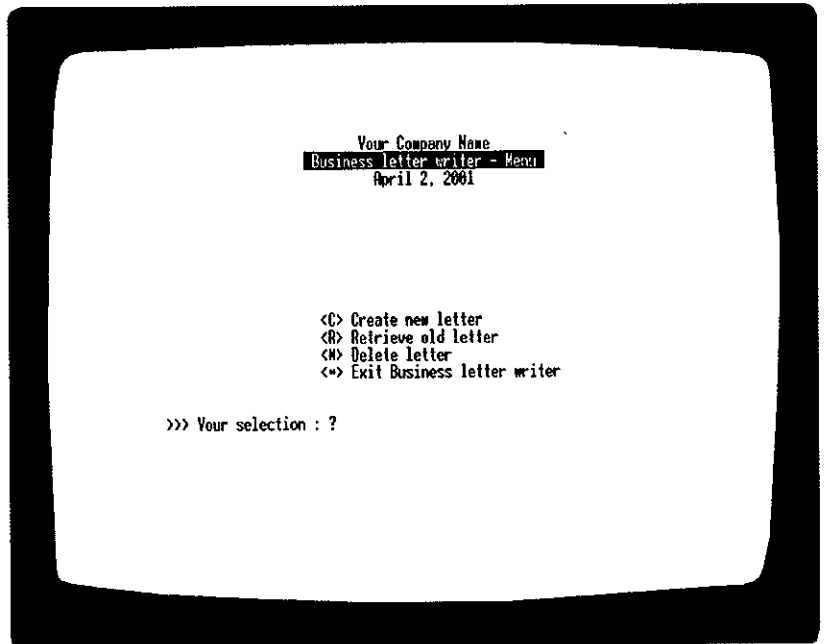 Your Company Name
Business letter writer - Menu
April 2, 2001
<C> Create new letter
<R> Retrieve old letter
<W> Delete letter
<*> Exit Business letter writer
>>> Your selection : ?